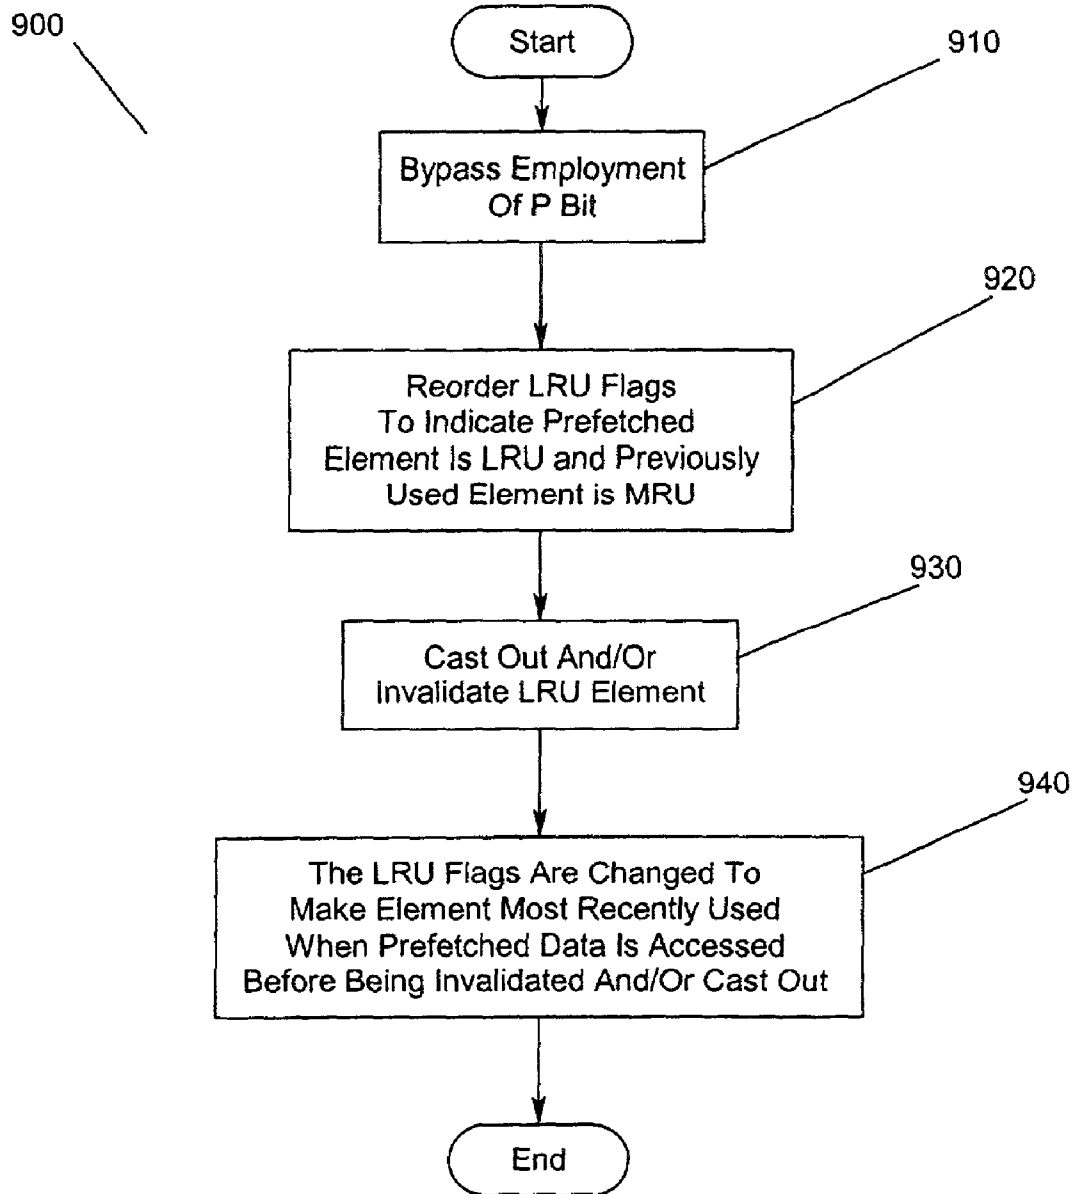 900
Start
910
Bypass Employment
Of P Bit
920
Reorder LRU Flags
To Indicate Prefetched
Element Is LRU and Previously
Used Element is MRU
930
Cast Out And/Or
Invalidate LRU Element
940
The LRU Flags Are Changed To
Make Element Most Recently Used
When Prefetched Data Is Accessed
Before Being Invalidated And/Or Cast Out
End